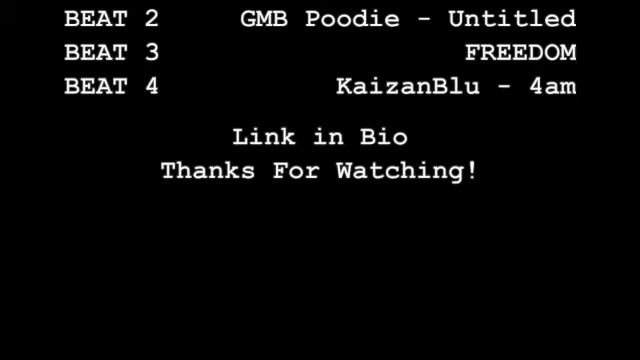 BEAT 2 GMB Poodie - Untitled
BEAT 3 FREEDOM
BEAT 4 KaizanBlu - 4am
Link in Bio
Thanks For Watching!